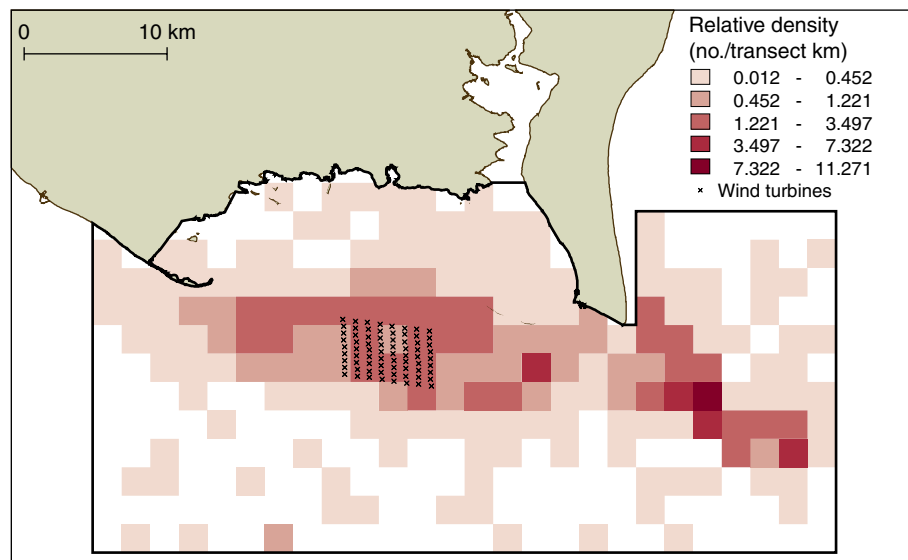 0 10 km
Relative density
(no./transect km)
0.012 - 0.452
0.452 - 1.221
1.221 - 3.497
3.497 - 7.322
7.322 - 11.271
Wind turbines